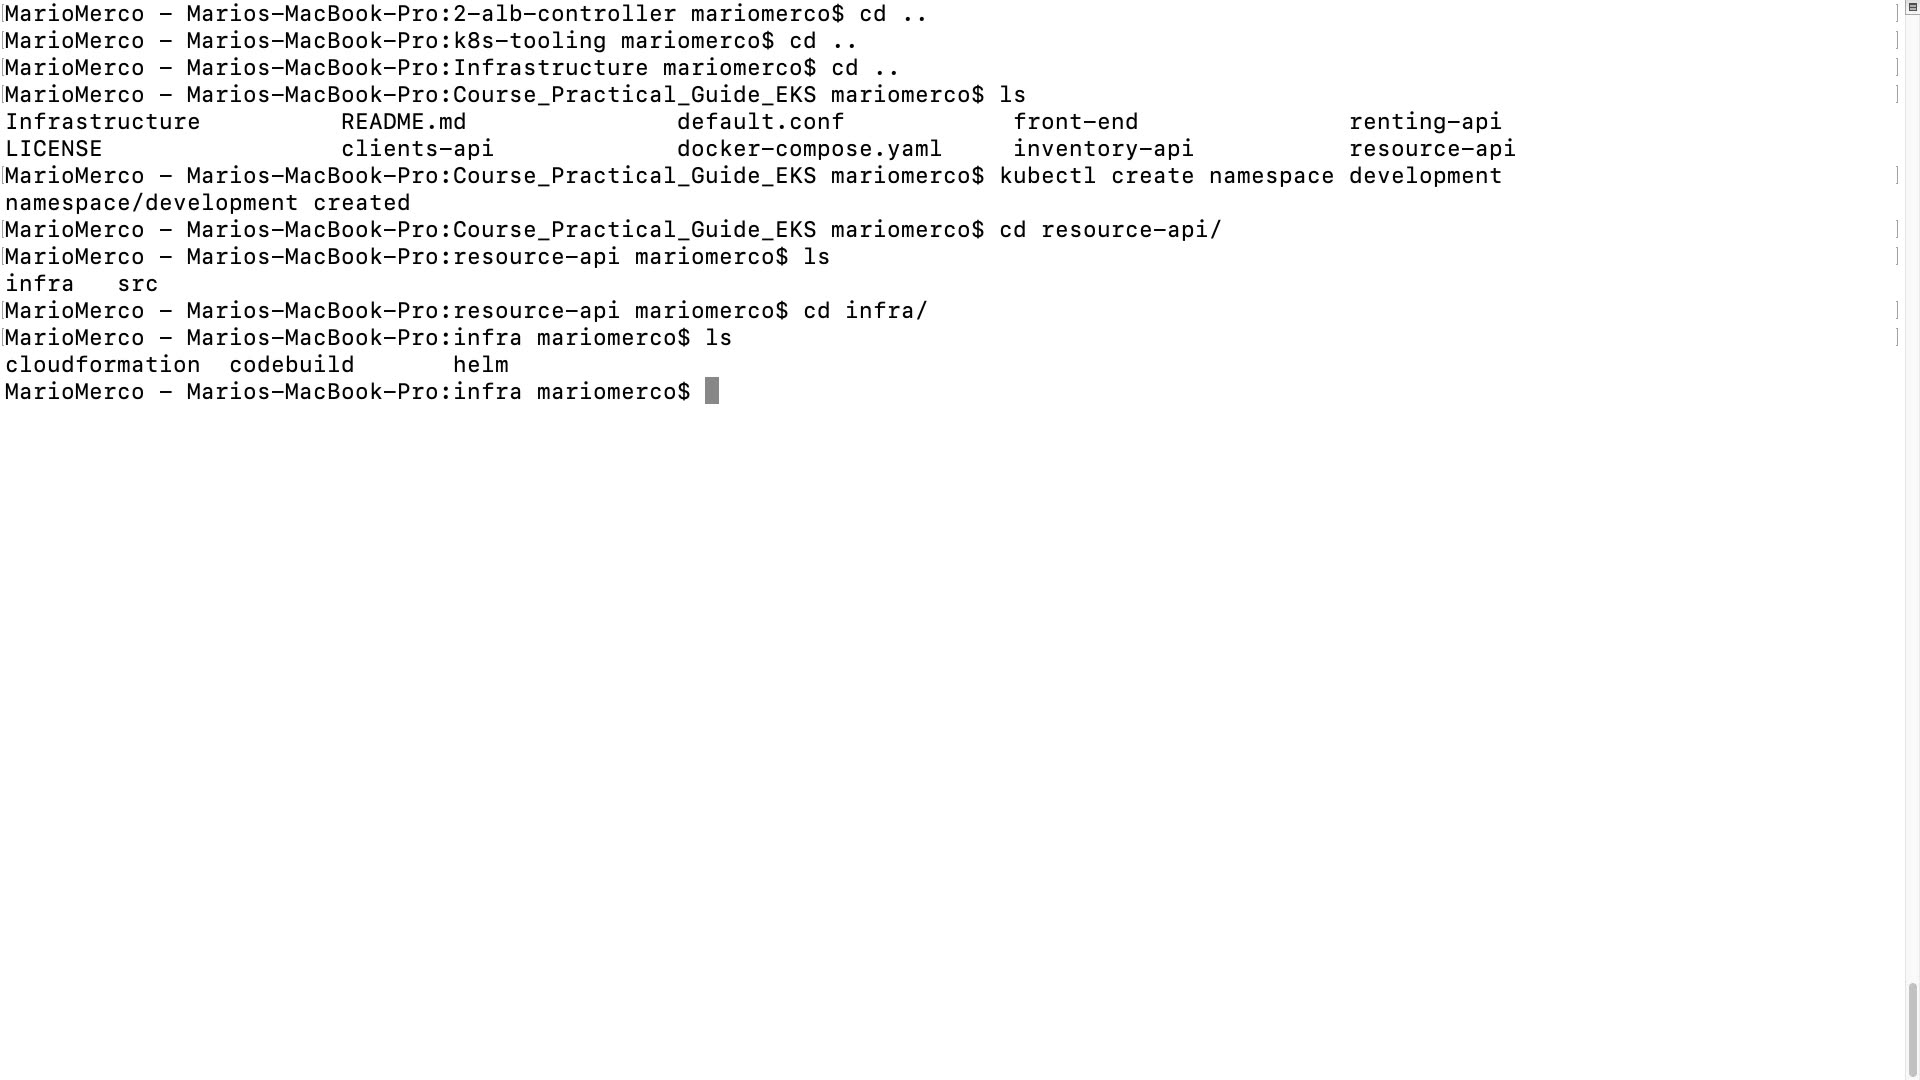 MarioMerco - Marios-MacBook-Pro:2-alb-controller mariomerco$ cd ..
MarioMerco - Marios-MacBook-Pro:k8s-tooling mariomerco$ cd ..
MarioMerco - Marios-MacBook-Pro:Infrastructure mariomerco$ cd ..
MarioMerco - Marios-MacBook-Pro:Course_Practical_Guide_EKS mariomerco$ ls
Infrastructure README.md default.conf front-end renting-api
LICENSE clients-api docker-compose.yaml inventory-api resource-api
MarioMerco - Marios-MacBook-Pro:Course_Practical_Guide_EKS mariomerco$ kubectl create namespace development
namespace/development created
MarioMerco - Marios-MacBook-Pro:Course_Practical_Guide_EKS mariomerco$ cd resource-api/
MarioMerco - Marios-MacBook-Pro:resource-api mariomerco$ ls
infra src
MarioMerco - Marios-MacBook-Pro:resource-api mariomerco$ cd infra/
MarioMerco - Marios-MacBook-Pro:infra mariomerco$ ls
cloudformation codebuild helm
MarioMerco - Marios-MacBook-Pro:infra mariomerco$